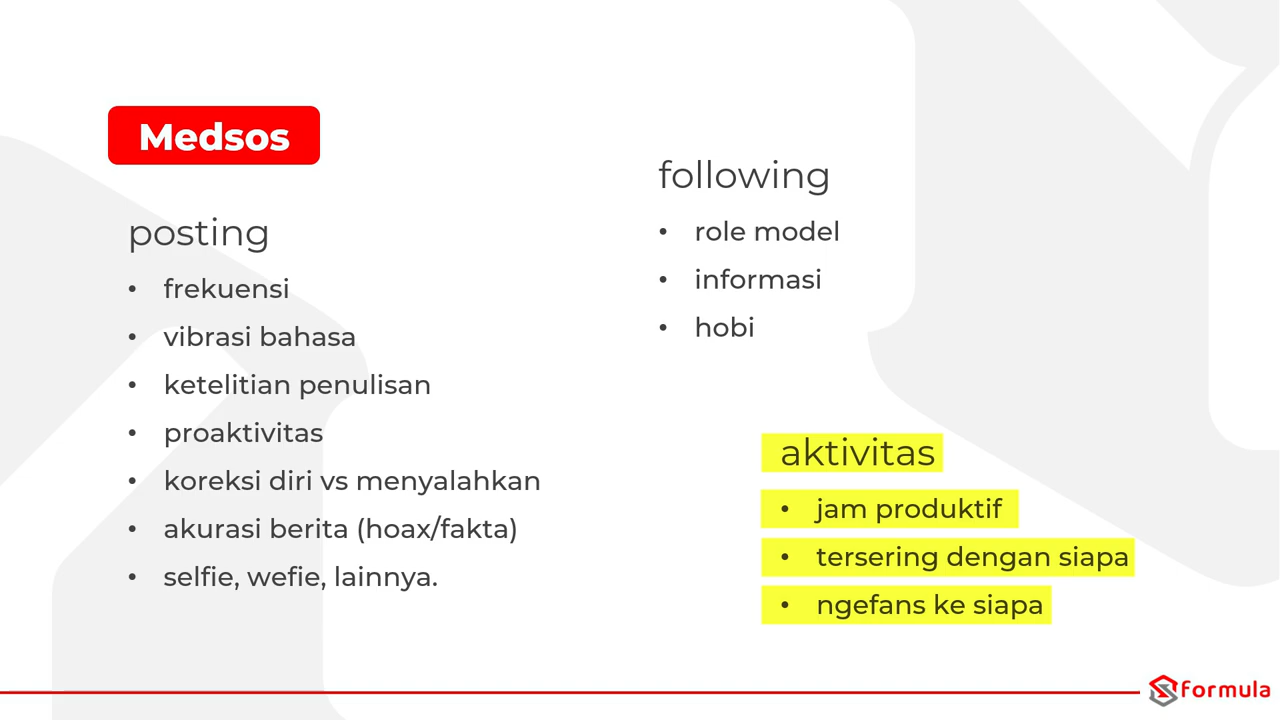 Medsos
posting
• frekuensi
• vibrasi bahasa
• ketelitian penulisan
• proaktivitas
• koreksi diri vs menyalahkan
• akurasi berita (hoax/fakta)
• selfie, wefie, lainnya.
following
• role model
• informasi
• hobi
aktivitas
• jam produktif
• tersering dengan siapa
• ngefans ke siapa
formula